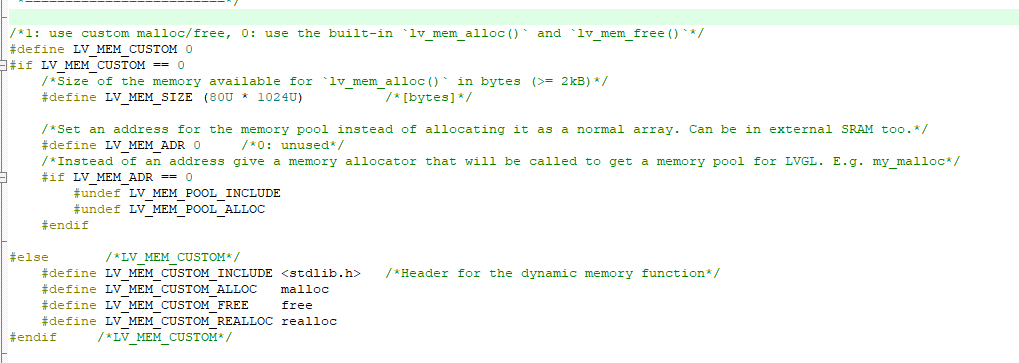 *=========================*/
/*1: use custom malloc/free, 0: use the built-in `lv_mem_alloc()` and `lv_mem_free()`*/
#define LV_MEM_CUSTOM 0
#if LV_MEM_CUSTOM == 0
    /*Size of the memory available for `lv_mem_alloc()` in bytes (>= 2kB)*/
    #define LV_MEM_SIZE (80U * 1024U)          /*[bytes]*/
    /*Set an address for the memory pool instead of allocating it as a normal array. Can be in external SRAM too.*/
    #define LV_MEM_ADR 0     /*0: unused*/
    /*Instead of an address give a memory allocator that will be called to get a memory pool for LVGL. E.g. my_malloc*/
    #if LV_MEM_ADR == 0
        #undef LV_MEM_POOL_INCLUDE
        #undef LV_MEM_POOL_ALLOC
    #endif
#else       /*LV_MEM_CUSTOM*/
    #define LV_MEM_CUSTOM_INCLUDE <stdlib.h>   /*Header for the dynamic memory function*/
    #define LV_MEM_CUSTOM_ALLOC   malloc
    #define LV_MEM_CUSTOM_FREE    free
    #define LV_MEM_CUSTOM_REALLOC realloc
#endif     /*LV_MEM_CUSTOM*/